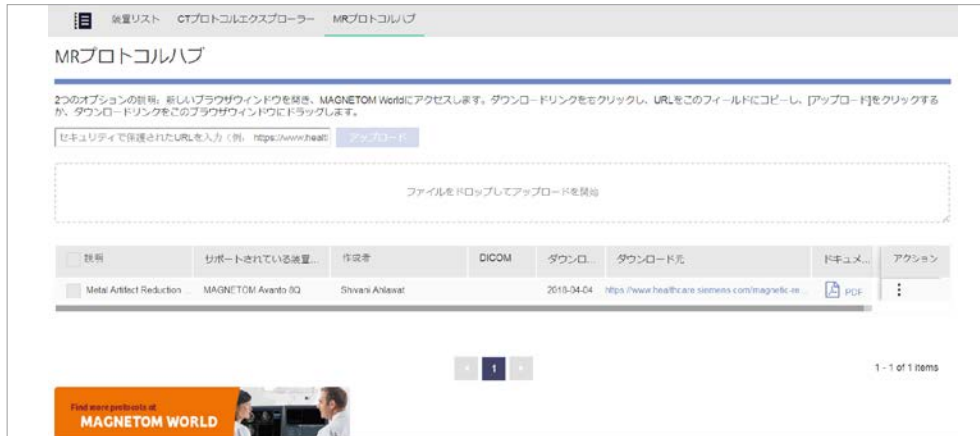 装置リスト CTプロトコルエクスプローラー MRプロトコルハブ
MRプロトコルハブ
2つのオプションの説明: 新しいブラウザウィンドウを開き、MAGNETOM Worldにアクセスします。ダウンロードリンクを右クリックし、URLをこのフィールドにコピーし、[アップロード]をクリックする
か、ダウンロードリンクをこのブラウザウィンドウにドラッグします。
セキュリティで保護されたURLを入力（例、 https://www.healt アップロード
ファイルをドロップしてアップロードを開始
説明 サポートされている装置... 作成者 DICOM ダウンロ... ダウンロード元 ドキュメ... アクション
Metal Artifact Reduction ... MAGNETOM Avanto 8Q Shivani Ahlawat 2018-04-04 https://www.healthcare.siemens.com/magnetic-re... PDF
1 1 - 1 of 1 items
Find more protocols at
MAGNETOM WORLD